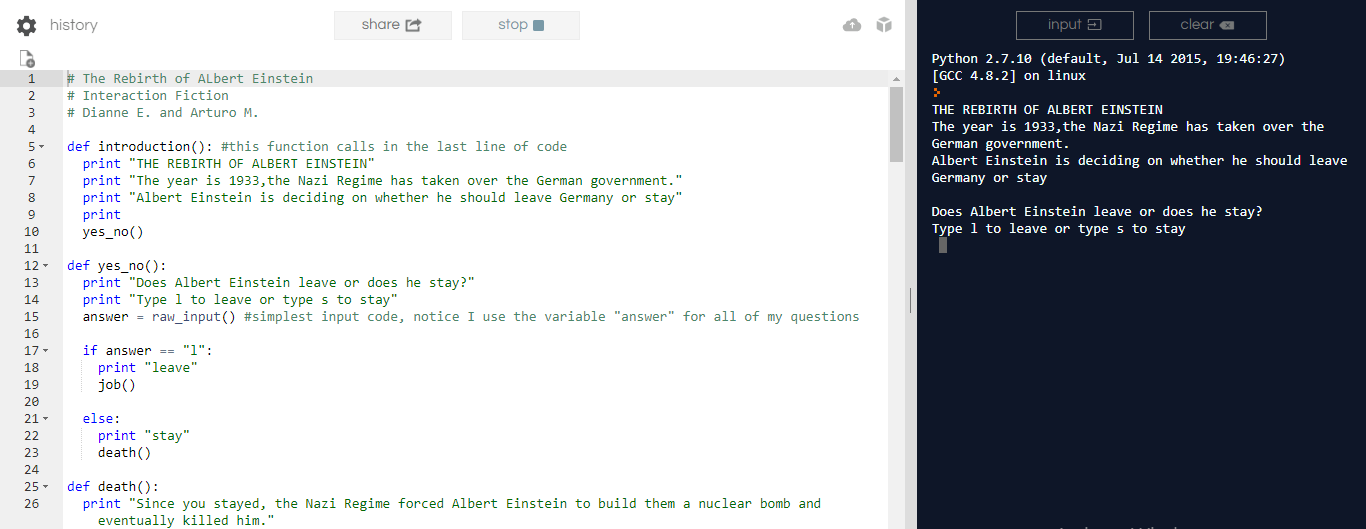 history
share
stop
input
clear
1 # The Rebirth of ALbert Einstein
2 # Interaction Fiction
3 # Dianne E. and Arturo M.
4
5 def introduction(): #this function calls in the last line of code
6 print "THE REBIRTH OF ALBERT EINSTEIN"
7 print "The year is 1933,the Nazi Regime has taken over the German government."
8 print "Albert Einstein is deciding on whether he should leave Germany or stay"
9 print
10 yes_no()
11
12 def yes_no():
13 print "Does Albert Einstein leave or does he stay?"
14 print "Type l to leave or type s to stay"
15 answer = raw_input() #simplest input code, notice I use the variable "answer" for all of my questions
16
17 if answer == "l":
18 print "leave"
19 job()
20
21 else:
22 print "stay"
23 death()
24
25 def death():
26 print "Since you stayed, the Nazi Regime forced Albert Einstein to build them a nuclear bomb and
eventually killed him."
Python 2.7.10 (default, Jul 14 2015, 19:46:27)
[GCC 4.8.2] on linux
THE REBIRTH OF ALBERT EINSTEIN
The year is 1933,the Nazi Regime has taken over the
German government.
Albert Einstein is deciding on whether he should leave
Germany or stay
Does Albert Einstein leave or does he stay?
Type l to leave or type s to stay